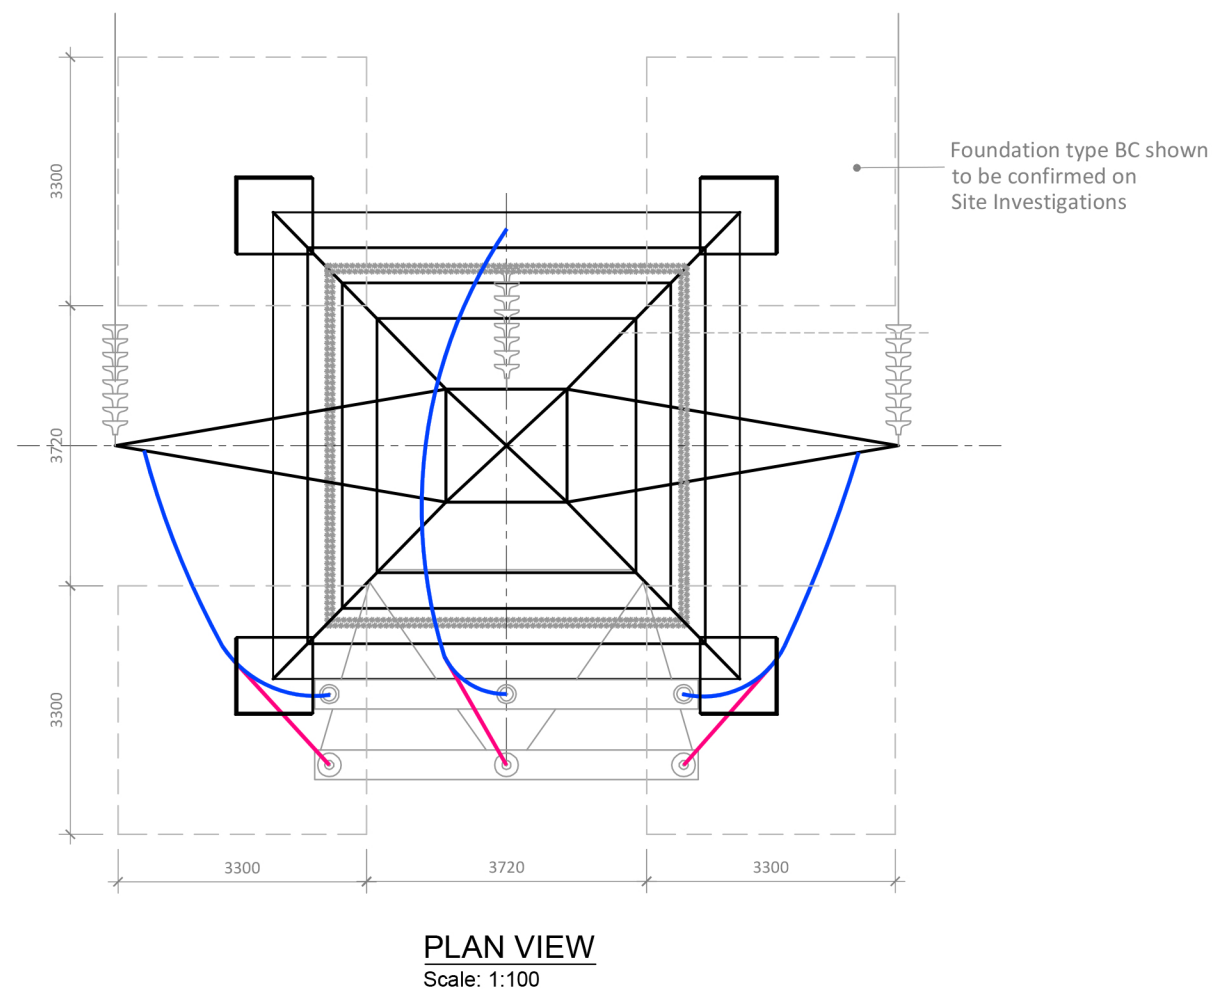 3300
Foundation type BC shown
to be confirmed on
Site Investigations
3720
3300
3300
3720
3300
PLAN VIEW
Scale: 1:100